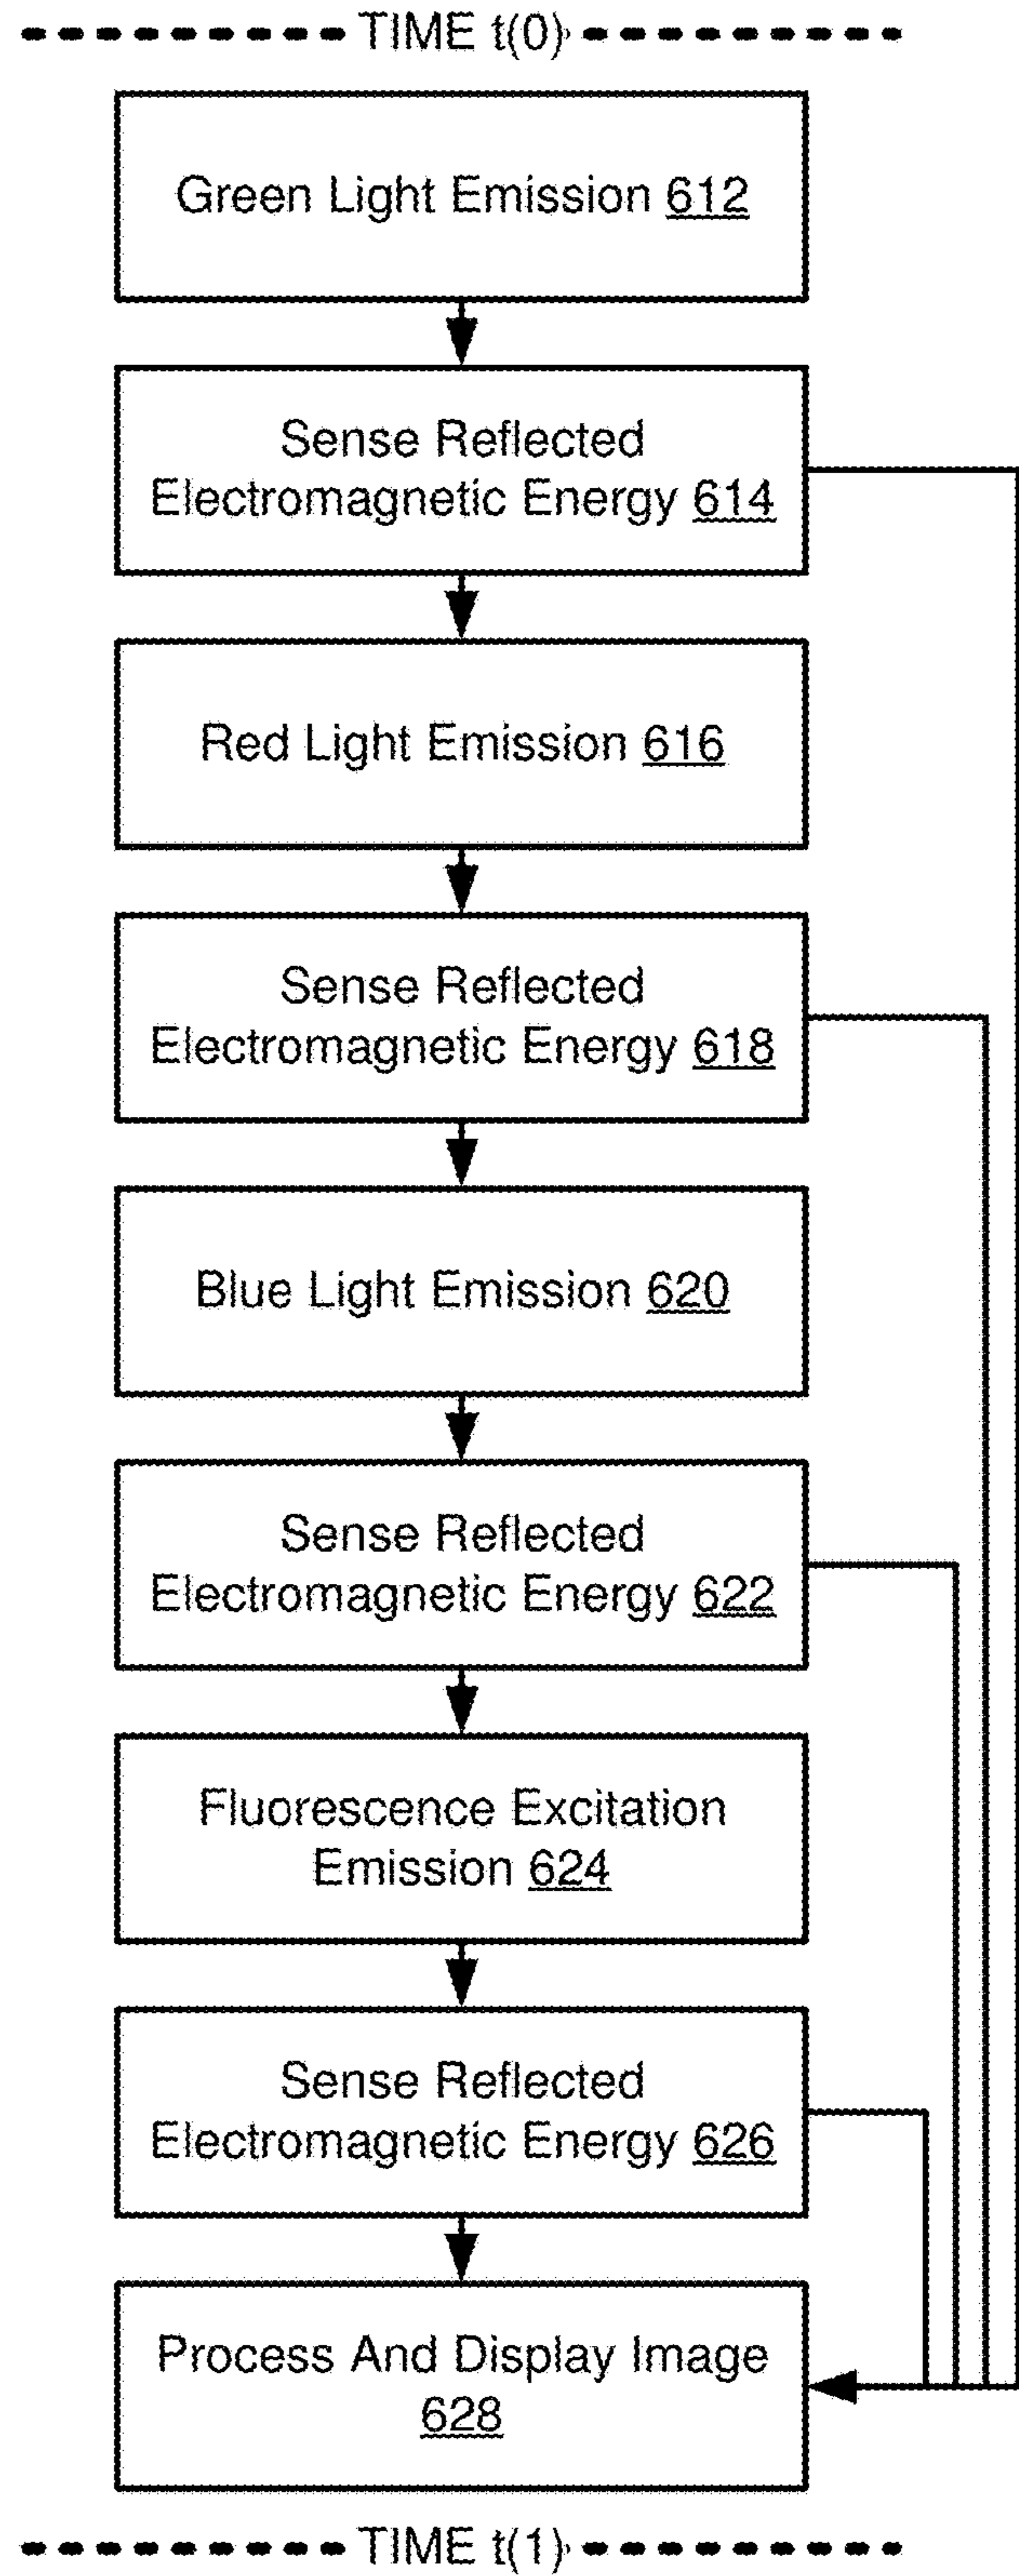 TIME t(0)
Green Light Emission 612
Sense Reflected
Electromagnetic Energy 614
Red Light Emission 616
Sense Reflected
Electromagnetic Energy 618
Blue Light Emission 620
Sense Reflected
Electromagnetic Energy 622
Fluorescence Excitation
Emission 624
Sense Reflected
Electromagnetic Energy 626
Process And Display Image
628
TIME t(1)